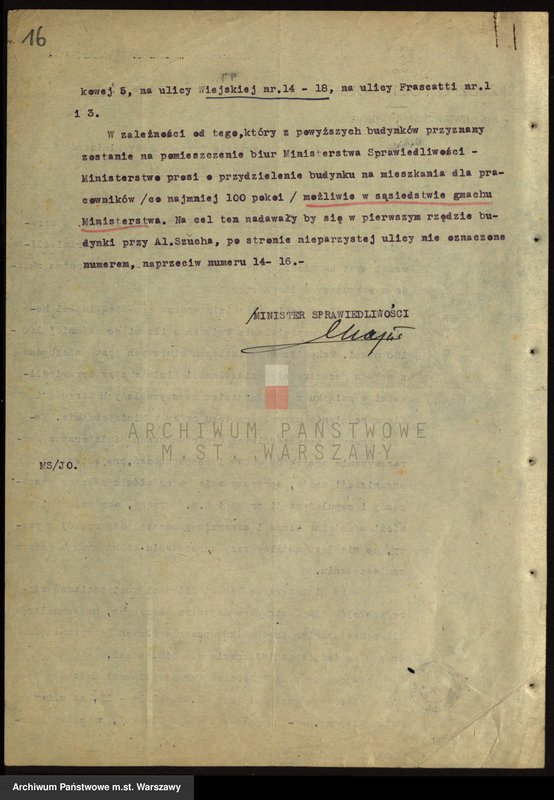 16
kowej 5, na ulicy Wiejskiej nr.14 - 18, na ulicy Frascatti nr.1
i 3.
W zależności od tego,który z powyższych budynków przyznany
zostanie na pomieszczenie biur Ministerstwa Sprawiedliwości -
Ministerstwo prosi o przydzielenie budynku na mieszkania dla pra-
cowników /co najmniej 100 pokoi / możliwie w sąsiedstwie gmachu
Ministerstwa. Na cel ten nadawały by się w pierwszym rzędzie bu-
dynki przy Al.Szucha, po stronie nieparzystej ulicy nie oznaczone
numerem, naprzeciw numeru 14- 16.-
/MINISTER SPRAWIEDLIWOŚCI
ARCHIWUM PAŃSTWOWE
M.ST. WARSZAWY
MS/JO.
Archiwum Państwowe m.st. Warszawy